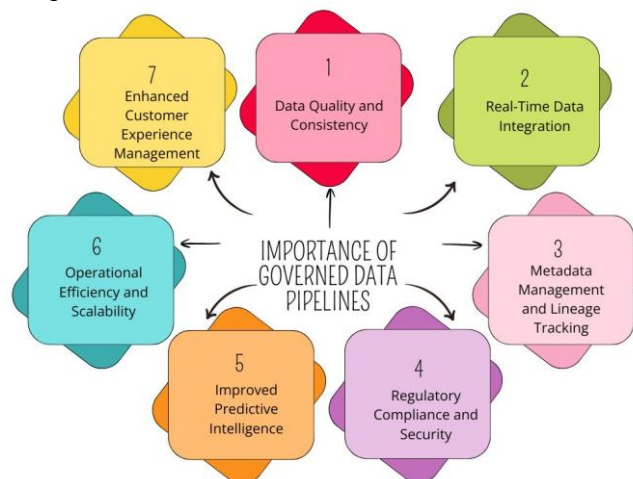 IMPORTANCE OF
GOVERNED DATA
PIPELINES
1
Data Quality and
Consistency
2
Real-Time Data
Integration
3
Metadata
Management
and Lineage
Tracking
4
Regulatory
Compliance and
Security
5
Improved
Predictive
Intelligence
6
Operational
Efficiency and
Scalability
7
Enhanced
Customer
Experience
Management